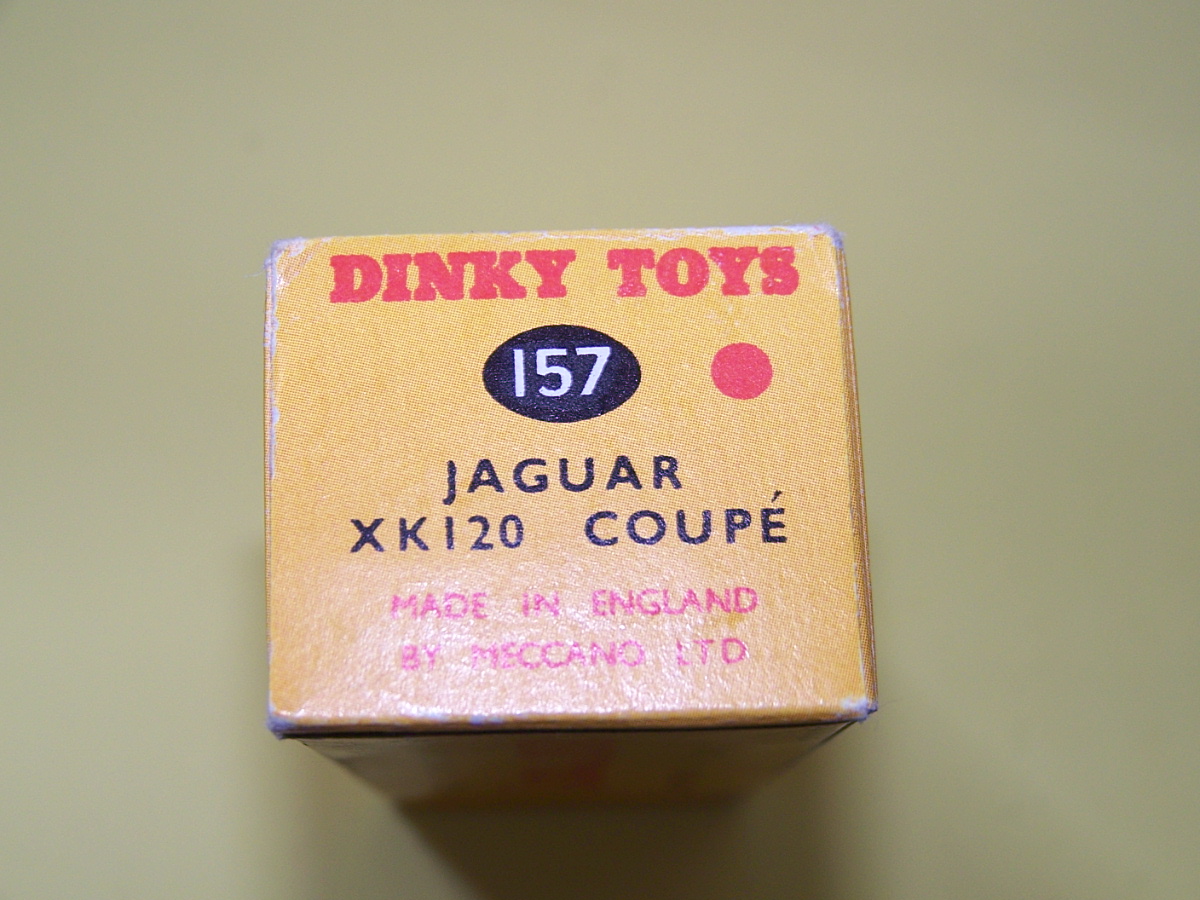 DINKY TOYS
157
JAGUAR
XK120 COUPÉ
MADE IN ENGLAND
BY MECCANO LTD